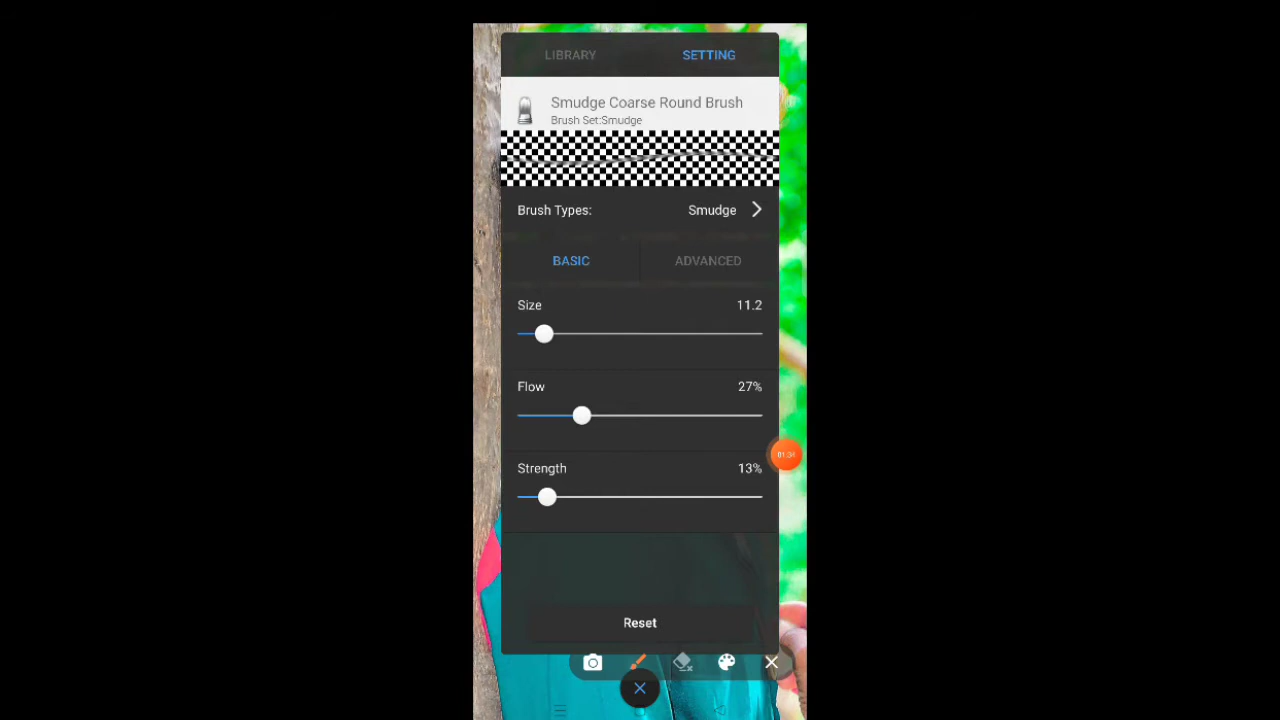 LIBRARY
SETTING
Smudge Coarse Round Brush
Brush Set:Smudge
Brush Types:
Smudge
BASIC
ADVANCED
Size
11.2
Flow
27%
Strength
13%
Reset